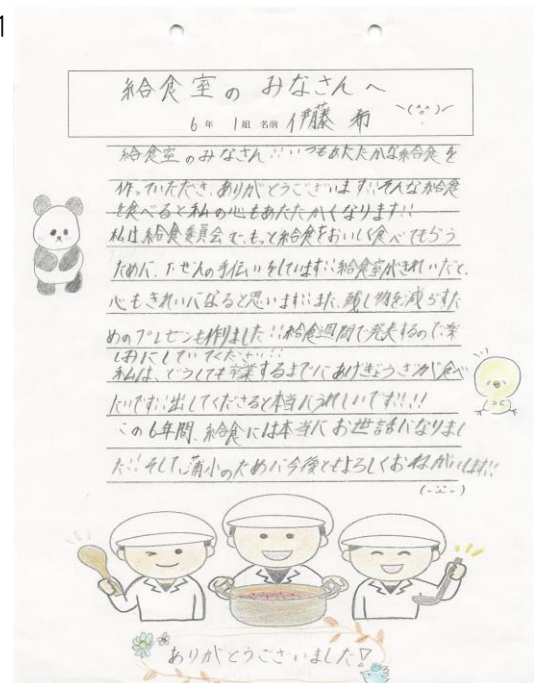 1
給食室の みなさんへ
6年 1組 名前 伊藤 希 ヽ(^^)ノ
給食室のみなさん!!いつもあたたかな給食を
作っていただき、ありがとうございます!!そんな給食
を食べると私の心もあたたかくなります!!
私は給食委員会で、もっと給食をおいしく食べてもらう
ために、の手伝いをしています!!給食室がきれいだと、
心もきれいになると思います!!また、残し物を減らすた
めのプレゼンも作りました!!給食週間で発表するので、楽
しみにしていてください!!
私は、どうしても卒業するまでにあげぎょうざが食べ
たいです!!出してくださると本当にうれしいです!!!
この6年間、給食には本当にお世話になりまし
た!!そして、蒲小のために今後ともよろしくおねがいします!!
ありがとうございました♡